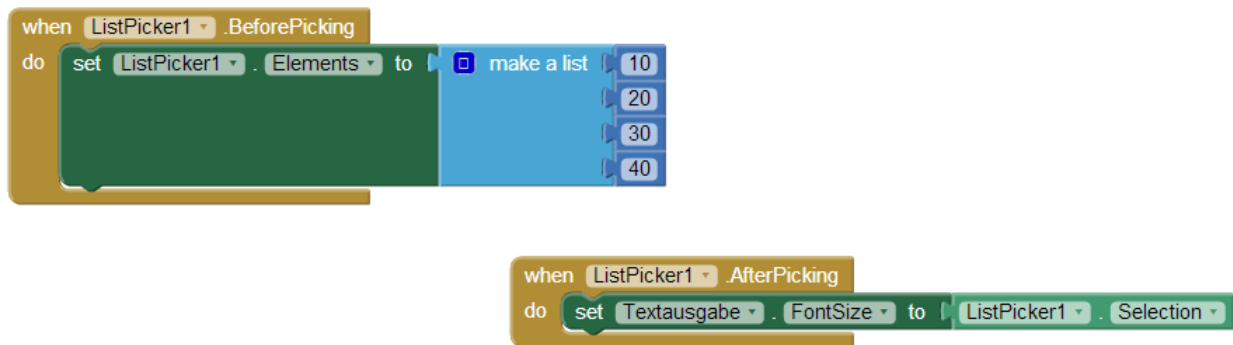 when ListPicker1 .BeforePicking
do set ListPicker1 . Elements to make a list 10
20
30
40
when ListPicker1 .AfterPicking
do set Textausgabe . FontSize to ListPicker1 . Selection